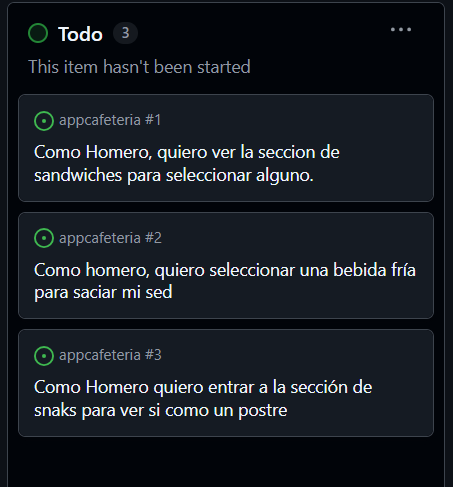 Todo 3
This item hasn't been started
appcafeteria #1
Como Homero, quiero ver la seccion de
sandwiches para seleccionar alguno.
appcafeteria #2
Como homero, quiero seleccionar una bebida fría
para saciar mi sed
appcafeteria #3
Como Homero quiero entrar a la sección de
snaks para ver si como un postre